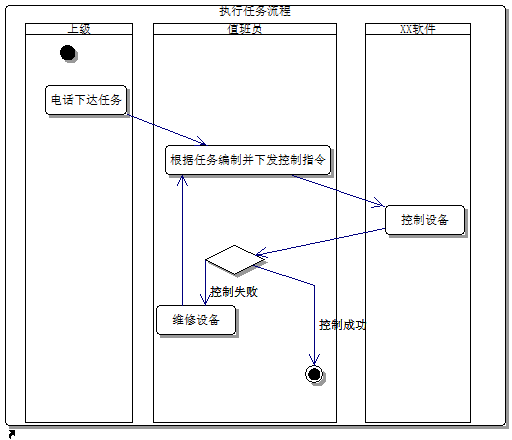 执行任务流程
上级
值班员
XX软件
电话下达任务
根据任务编制并下发控制指令
控制设备
控制失败
维修设备
控制成功